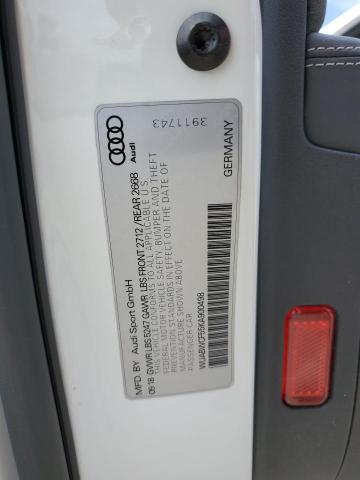 3911743
Audi
GERMANY
MFD. BY Audi Sport GmbH
09.18 GVWR LBS 5247 GAWR LBS FRONT 2712/REAR 2668
THIS VEHICLE CONFORMS TO ALL APPLICABLE U.S.
FEDERAL MOTOR VEHICLE SAFETY, BUMPER AND THEFT
PREVENTION STANDARDS IN EFFECT ON THE DATE OF
MANUFACTURE SHOWN ABOVE.
PASSENGER CAR
WUABWCF55KA900498